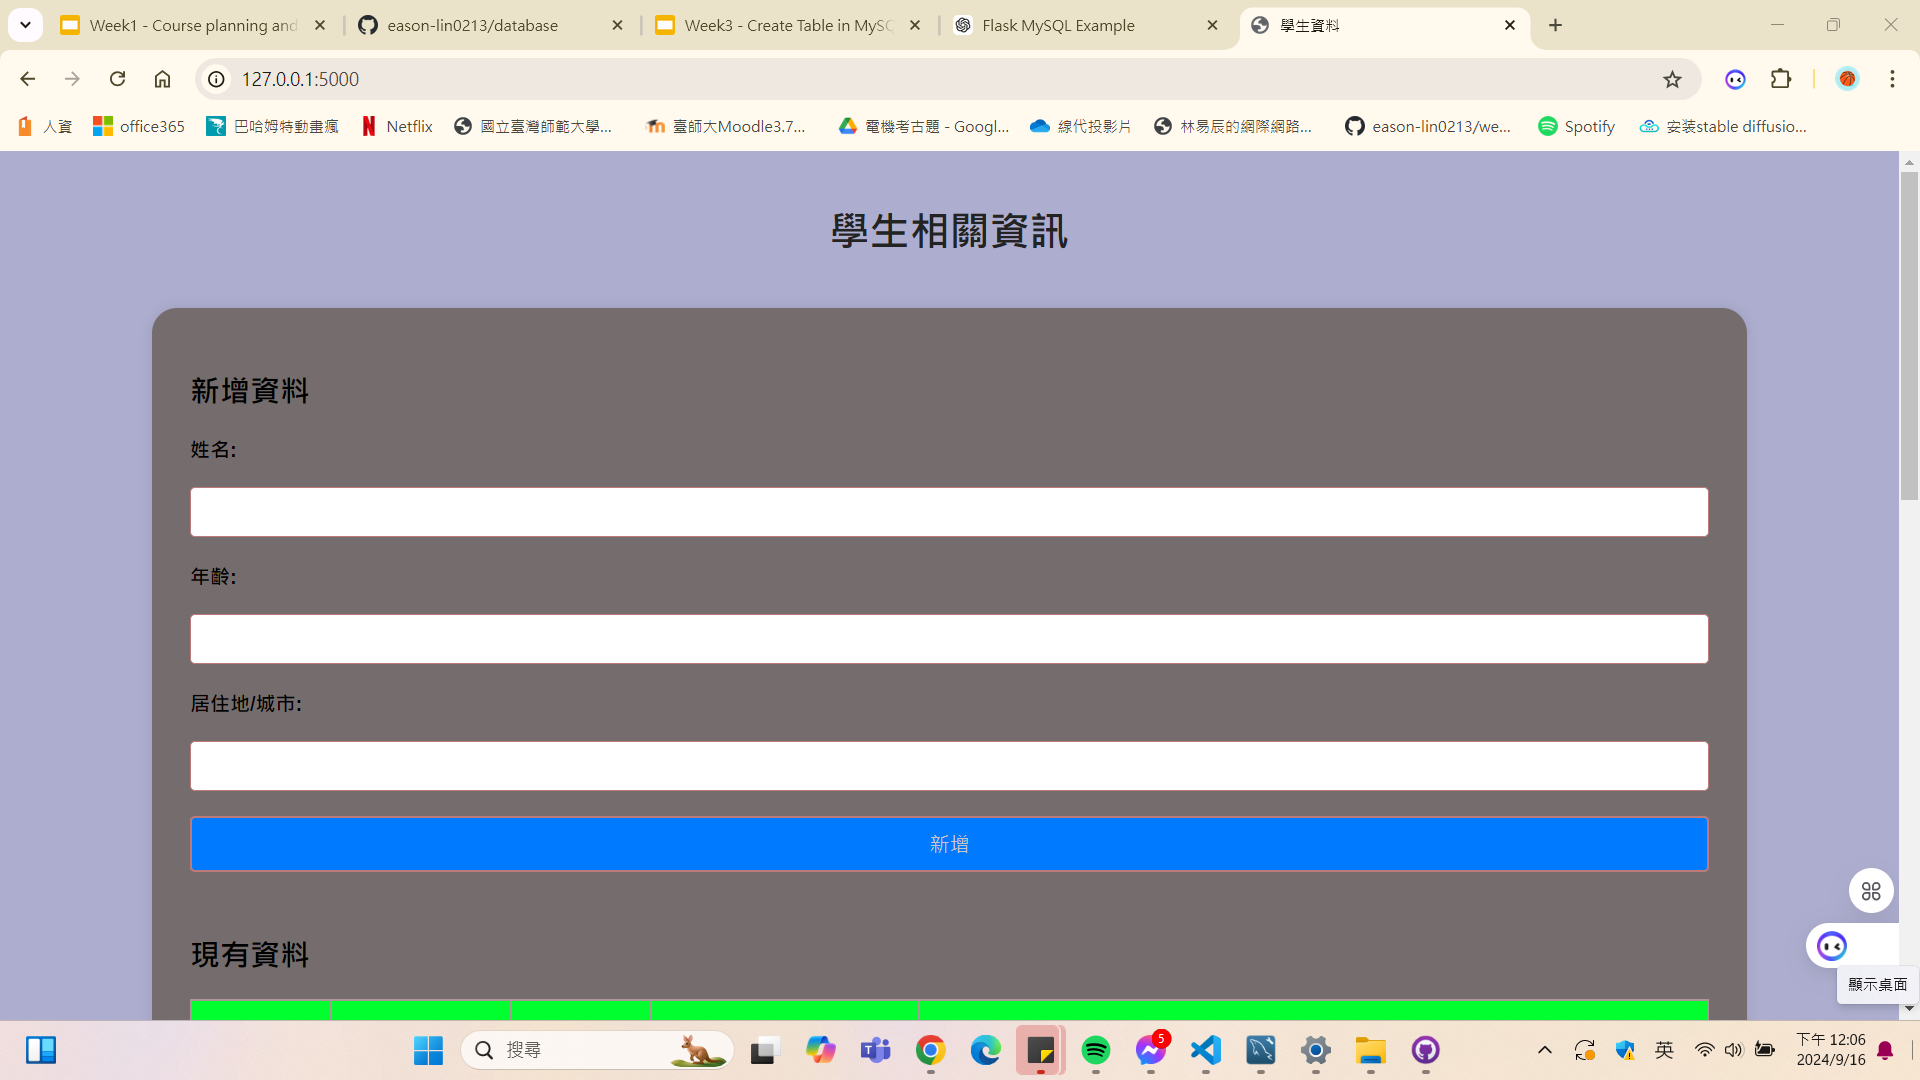 Week1 - Course planning and
eason-lin0213/database
Week3 - Create Table in MySQ
Flask MySQL Example
學生資料
127.0.0.1:5000
人資
office365
巴哈姆特動畫瘋
Netflix
國立臺灣師範大學...
臺師大Moodle3.7...
電機考古題 - Googl...
線代投影片
林易辰的網際網路...
eason-lin0213/we...
Spotify
安装stable diffusio...
學生相關資訊
新增資料
姓名:
年齡:
居住地/城市:
新增
現有資料
顯示桌面
搜尋
5
英
下午 12:06
2024/9/16